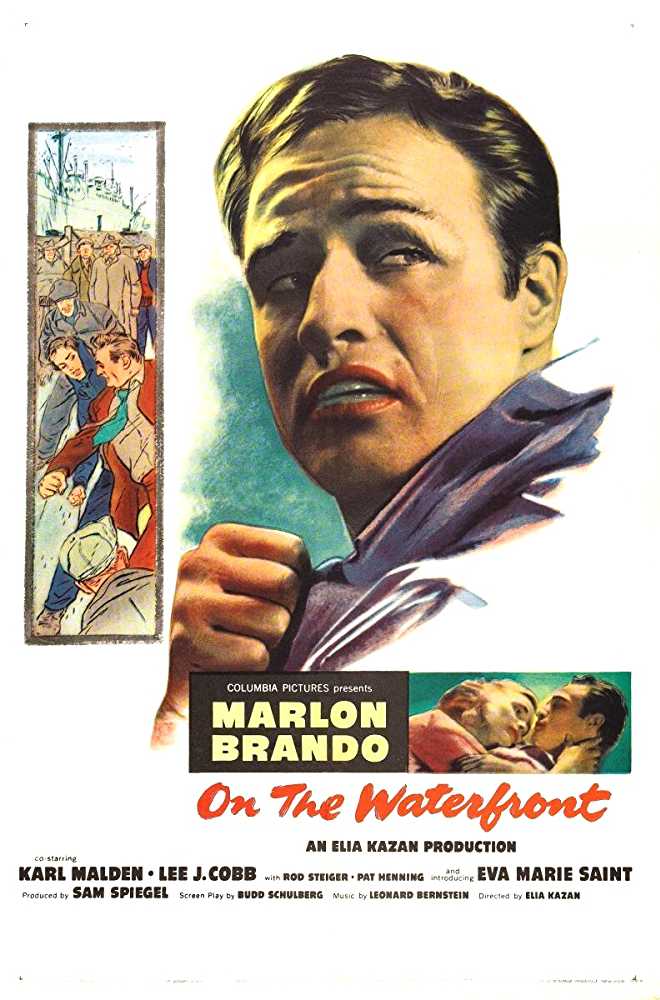 COLUMBIA PICTURES presents
MARLON
BRANDO
On The Waterfront
AN ELIA KAZAN PRODUCTION
co-starring
KARL MALDEN • LEE J. COBB with ROD STEIGER • PAT HENNING and introducing EVA MARIE SAINT
Produced by SAM SPIEGEL Screen Play by BUDD SCHULBERG Music by LEONARD BERNSTEIN Directed by ELIA KAZAN